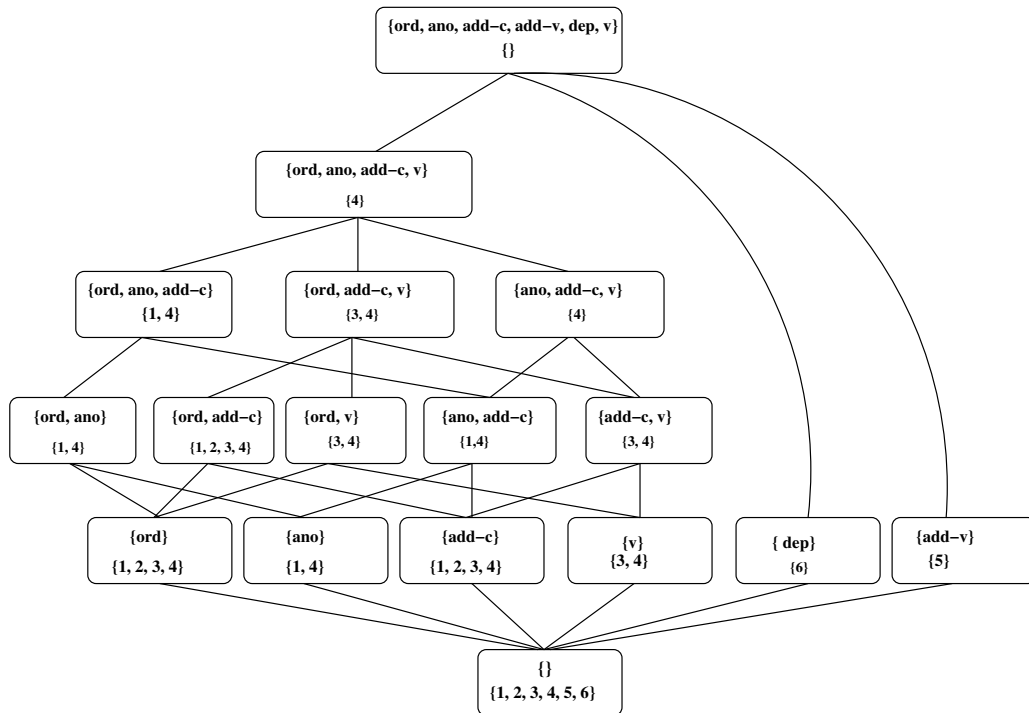 {ord, ano, add−c, add−v, dep, v}
{}
{ord, ano, add−c, v}
{4}
{ord, ano, add−c}
{1, 4}
{ord, add−c, v}
{3, 4}
{ano, add−c, v}
{4}
{ord, ano}
{1, 4}
{ord, add−c}
{1, 2, 3, 4}
{ord, v}
{3, 4}
{ano, add−c}
{1,4}
{add−c, v}
{3, 4}
{ord}
{1, 2, 3, 4}
{ano}
{1, 4}
{add−c}
{1, 2, 3, 4}
{v}
{3, 4}
{ dep}
{6}
{add−v}
{5}
{}
{1, 2, 3, 4, 5, 6}